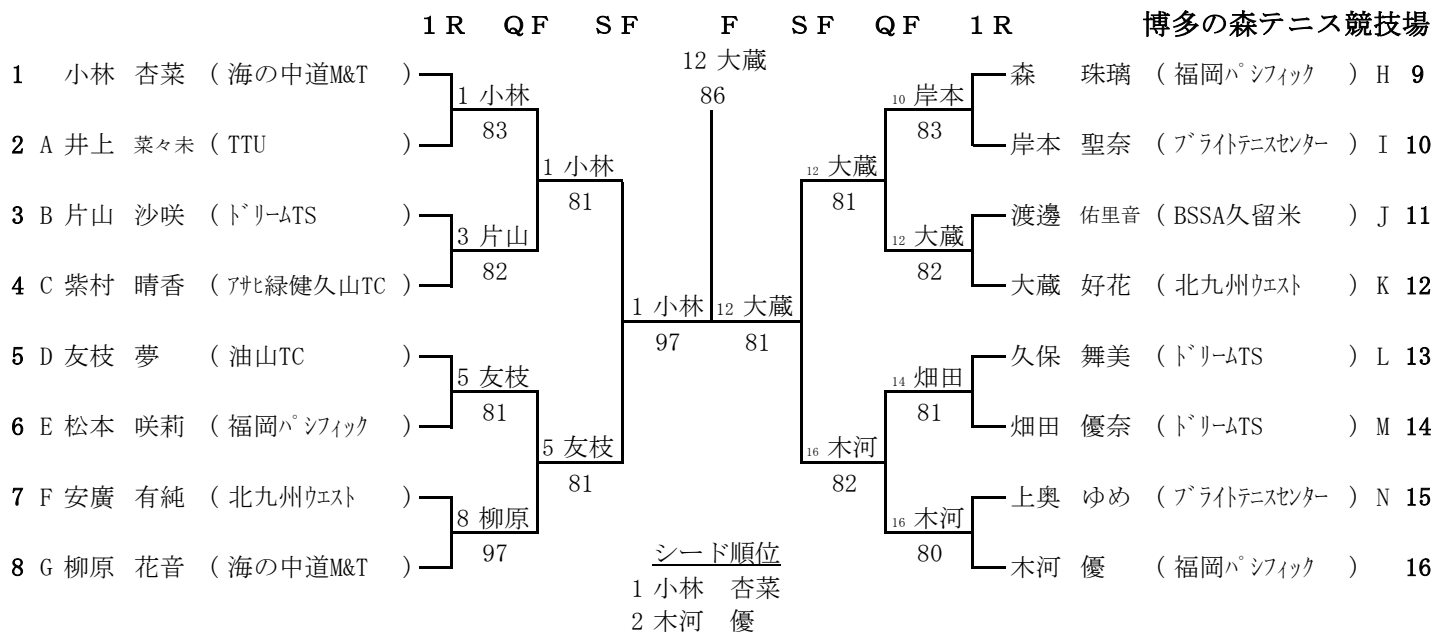 1R QF SF F SF QF 1R 博多の森テニス競技場
12 大蔵
1 小林 杏菜 ( 海の中道M&T ) 森 珠璃 ( 福岡ﾊﾟｼﾌｨｯｸ ) H 9
1 小林 86 10 岸本
83 83
2 A 井上 菜々未 ( TTU ) 岸本 聖奈 ( ﾌﾞﾗｲﾄﾃﾆｽｾﾝﾀｰ ) I 10
1 小林 12 大蔵
81 81
3 B 片山 沙咲 ( ﾄﾞﾘｰﾑTS ) 渡邊 佑里音 ( BSSA久留米 ) J 11
3 片山 12 大蔵
82 82
4 C 紫村 晴香 ( ｱｻﾋ緑健久山TC ) 大蔵 好花 ( 北九州ｳｴｽﾄ ) K 12
1 小林 12 大蔵
97 81
5 D 友枝 夢 ( 油山TC ) 久保 舞美 ( ﾄﾞﾘｰﾑTS ) L 13
5 友枝 14 畑田
81 81
6 E 松本 咲莉 ( 福岡ﾊﾟｼﾌｨｯｸ ) 畑田 優奈 ( ﾄﾞﾘｰﾑTS ) M 14
5 友枝 16 木河
81 82
7 F 安廣 有純 ( 北九州ｳｴｽﾄ ) 上奥 ゆめ ( ﾌﾞﾗｲﾄﾃﾆｽｾﾝﾀｰ ) N 15
8 柳原 16 木河
97 80
シード順位
8 G 柳原 花音 ( 海の中道M&T ) 木河 優 ( 福岡ﾊﾟｼﾌｨｯｸ ) 16
1 小林 杏菜
2 木河 優